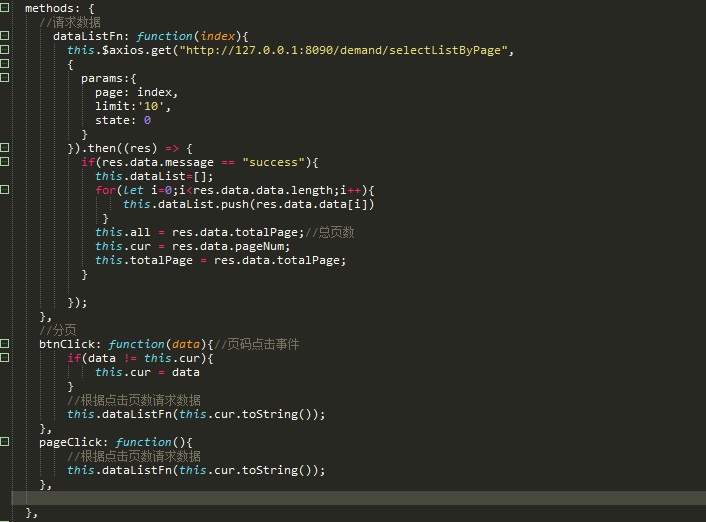 methods: {
//请求数据
dataListFn: function(index){
this.$axios.get("http://127.0.0.1:8090/demand/selectListByPage",
{
params:{
page: index,
limit:'10',
state: 0
}
}).then((res) => {
if(res.data.message == "success"){
this.dataList=[];
for(let i=0;i<res.data.data.length;i++){
this.dataList.push(res.data.data[i])
}
this.all = res.data.totalPage;//总页数
this.cur = res.data.pageNum;
this.totalPage = res.data.totalPage;
}
});
},
//分页
btnClick: function(data){//页码点击事件
if(data != this.cur){
this.cur = data
}
//根据点击页数请求数据
this.dataListFn(this.cur.toString());
},
pageClick: function(){
//根据点击页数请求数据
this.dataListFn(this.cur.toString());
},
},